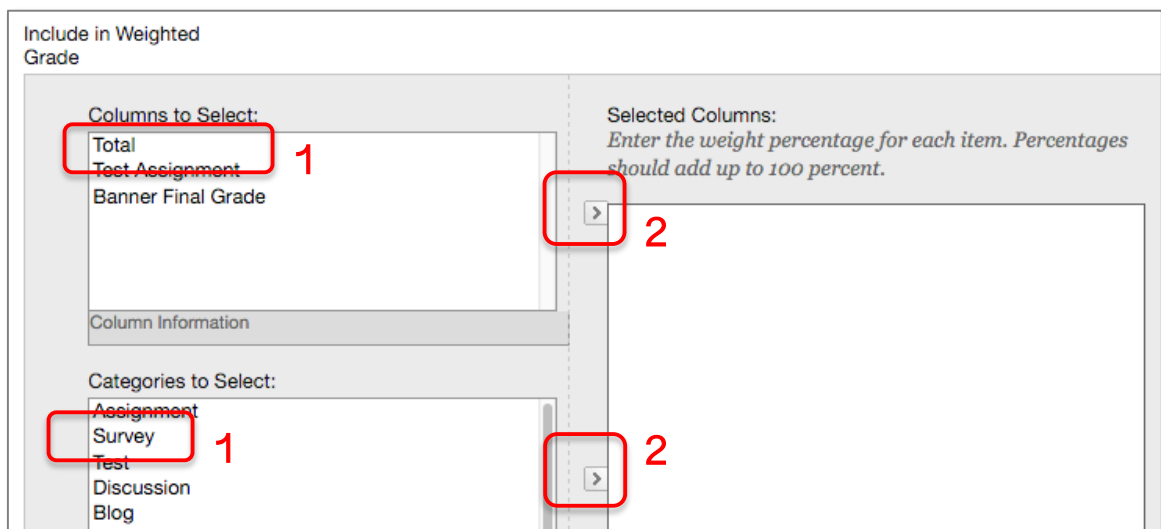 Include in Weighted
Grade
Columns to Select:
Total
1
Test Assignment
Banner Final Grade
Column Information
Selected Columns:
Enter the weight percentage for each item. Percentages
should add up to 100 percent.
2
Categories to Select:
Assignment
Survey
1
Test
Discussion
Blog
2